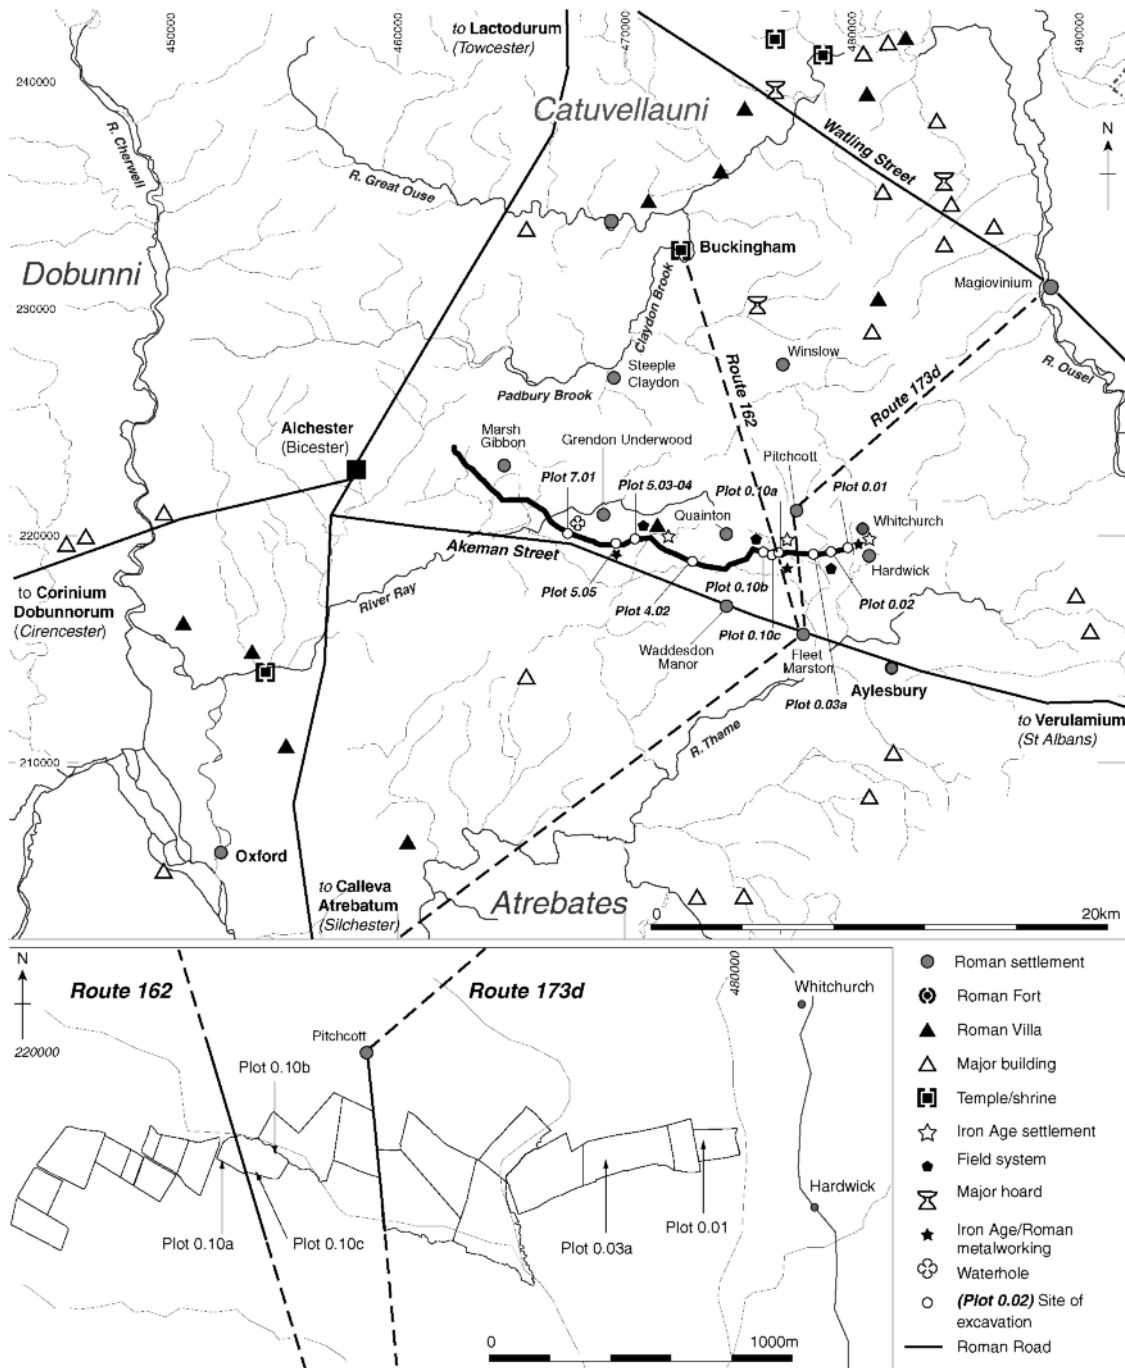 450000
460000
470000
480000
490000
to Lactodurum
(Towcester)
240000
Catuvellauni
N
R. Cherwell
Watling Street
R. Great Ouse
Buckingham
Dobunni
Magiovinium
230000
Claydon Brook
Route 162
Winslow
Steeple
Claydon
R. Ousel
Padbury Brook
Route 173d
Alchester
(Bicester)
Marsh
Gibbon
Grendon Underwood
Pitchcott
Plot 7.01
Plot 5.03-04
Plot 0.10a
Plot 0.01
Quainton
Whitchurch
220000
Akeman Street
Hardwick
Plot 5.05
Plot 0.10b
to Corinium
Dobunnorum
(Cirencester)
River Ray
Plot 4.02
Plot 0.02
Plot 0.10c
Waddesdon
Manor
Fleet
Marston
Aylesbury
Plot 0.03a
to Verulamium
(St Albans)
R. Thame
210000
Oxford
to Calleva
Atrebatum
(Silchester)
Atrebates
0
20km
N
Route 162
Route 173d
480000
Whitchurch
220000
Pitchcott
Plot 0.10b
Hardwick
Plot 0.01
Plot 0.10a
Plot 0.10c
Plot 0.03a
0
1000m
Roman settlement
Roman Fort
Roman Villa
Major building
Temple/shrine
Iron Age settlement
Field system
Major hoard
Iron Age/Roman
metalworking
Waterhole
(Plot 0.02) Site of
excavation
Roman Road